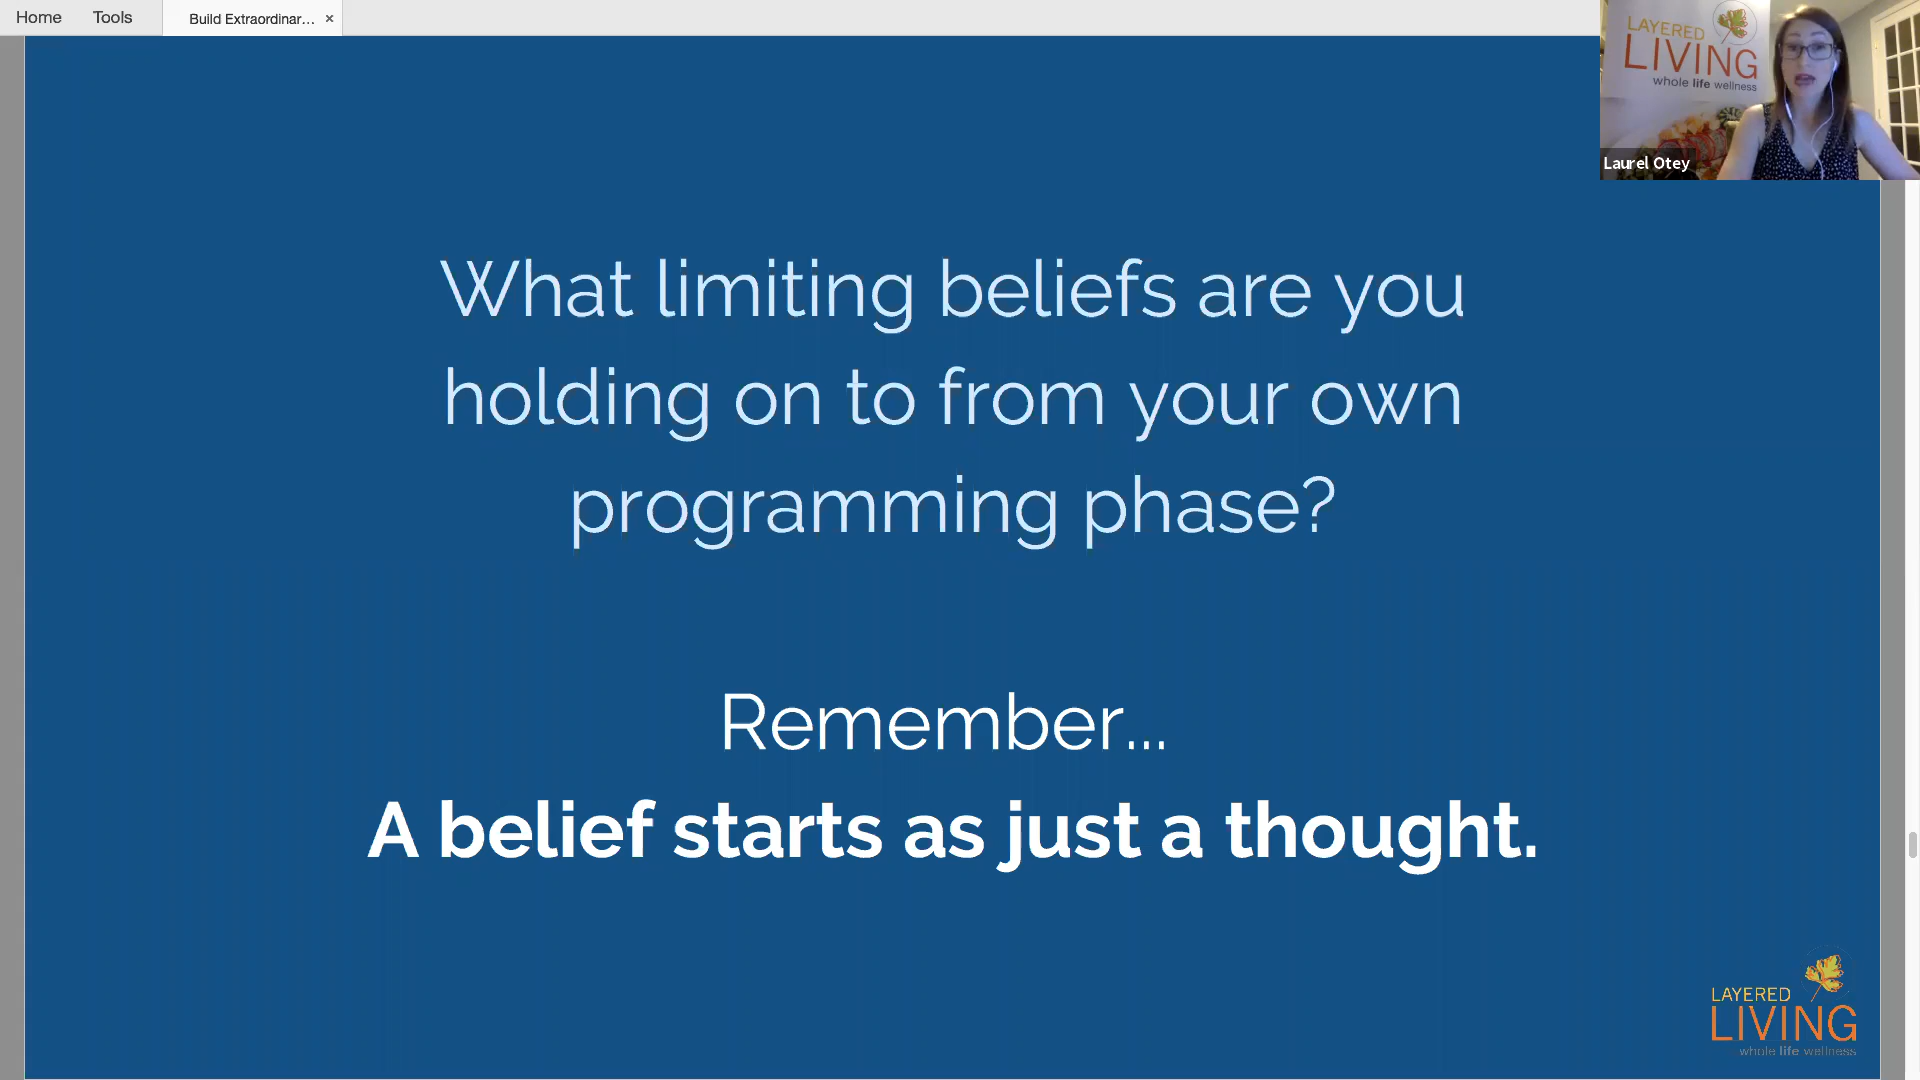 Home Tools Build Extraordinar... ×
LAYERED
LIVING
whole life wellness
Laurel Otey
What limiting beliefs are you
holding on to from your own
programming phase?
Remember...
A belief starts as just a thought.
LAYERED
LIVING
whole life wellness